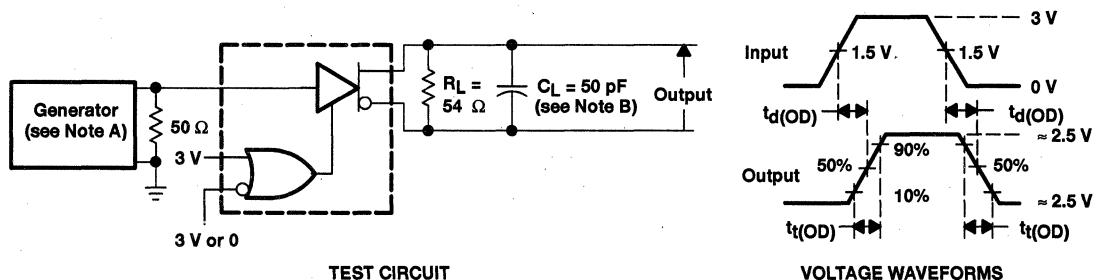 Generator
(see Note A)
50 Ω
3 V
3 V or 0
R_L =
54 Ω
C_L = 50 pF
(see Note B)
Output
TEST CIRCUIT
3 V
Input
1.5 V
1.5 V
0 V
t_d(OD)
t_d(OD)
≈ 2.5 V
50%
90%
50%
Output
10%
≈ 2.5 V
t_t(OD)
t_t(OD)
VOLTAGE WAVEFORMS